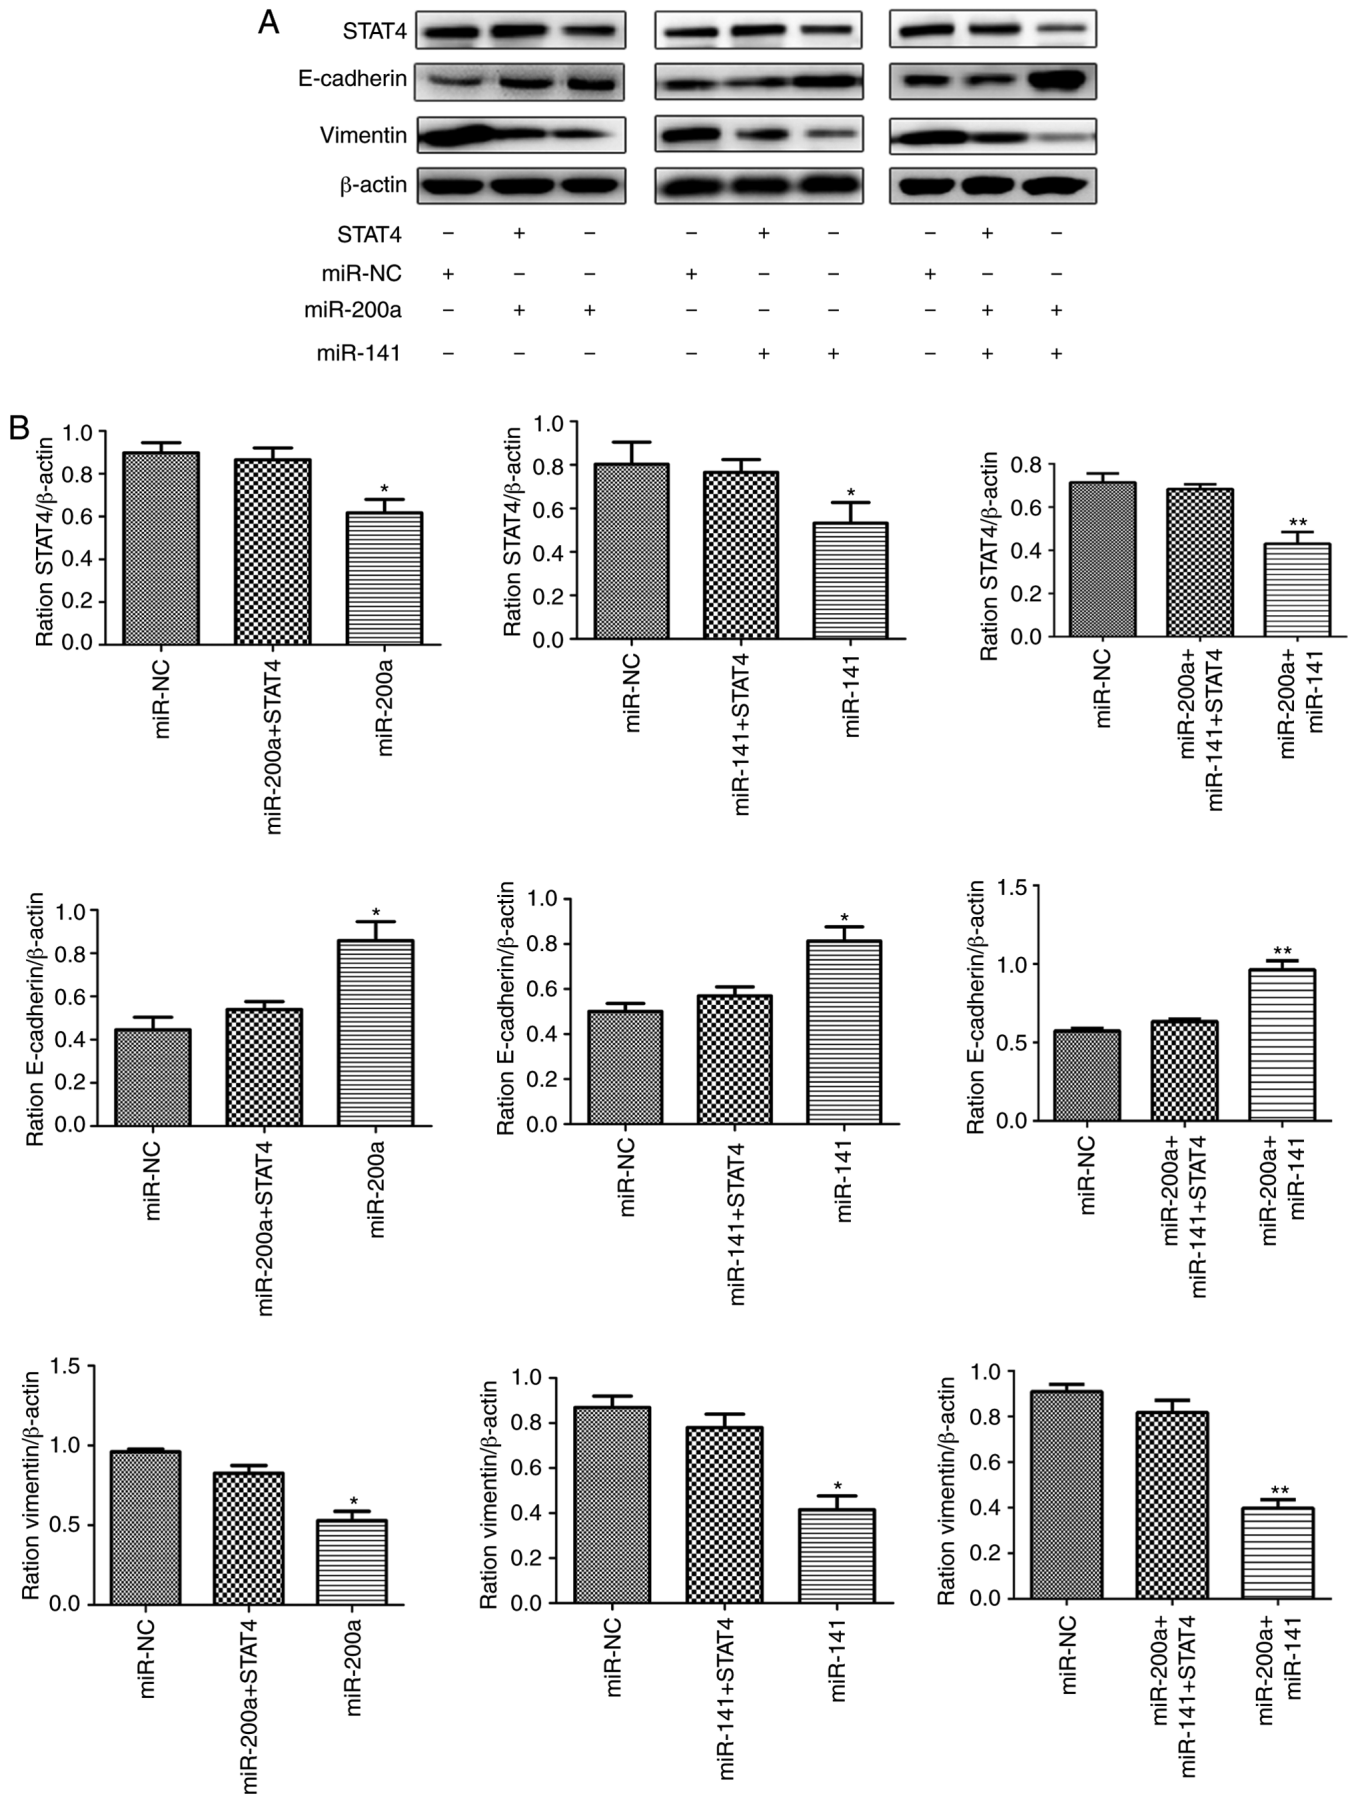 A
STAT4
E-cadherin
Vimentin
β-actin
STAT4 – + – – + – – + –
miR-NC + – – + – – + – –
miR-200a – + + – – – – + +
miR-141 – – – – + + – + +
B
Ration STAT4/β-actin
1.0
0.8
0.6
0.4
0.2
0.0
*
miR-NC
miR-200a+STAT4
miR-200a
Ration STAT4/β-actin
1.0
0.8
0.6
0.4
0.2
0.0
*
miR-NC
miR-141+STAT4
miR-141
Ration STAT4/β-actin
0.8
0.6
0.4
0.2
0.0
**
miR-NC
miR-200a+
miR-141+STAT4
miR-200a+
miR-141
Ration E-cadherin/β-actin
1.0
0.8
0.6
0.4
0.2
0.0
*
miR-NC
miR-200a+STAT4
miR-200a
Ration E-cadherin/β-actin
1.0
0.8
0.6
0.4
0.2
0.0
*
miR-NC
miR-141+STAT4
miR-141
Ration E-cadherin/β-actin
1.5
1.0
0.5
0.0
**
miR-NC
miR-200a+
miR-141+STAT4
miR-200a+
miR-141
Ration vimentin/β-actin
1.5
1.0
0.5
0.0
*
miR-NC
miR-200a+STAT4
miR-200a
Ration vimentin/β-actin
1.0
0.8
0.6
0.4
0.2
0.0
*
miR-NC
miR-141+STAT4
miR-141
Ration vimentin/β-actin
1.0
0.8
0.6
0.4
0.2
0.0
**
miR-NC
miR-200a+
miR-141+STAT4
miR-200a+
miR-141